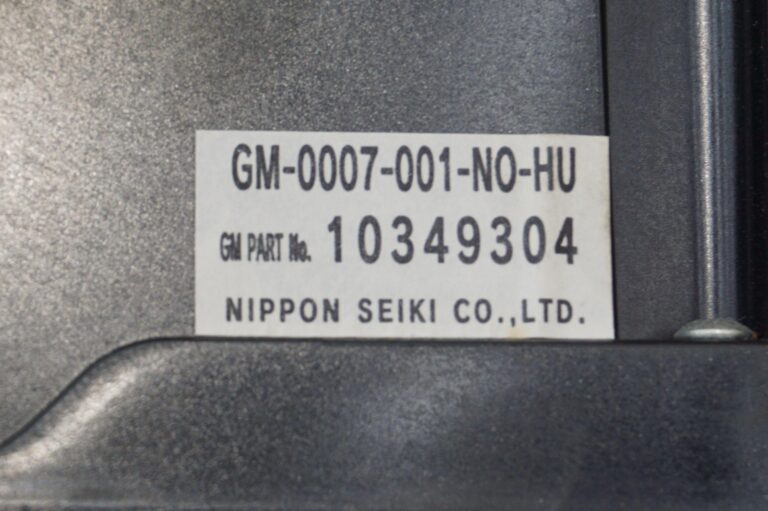 GM-0007-001-NO-HU
GM PART No. 10349304
NIPPON SEIKI CO.,LTD.